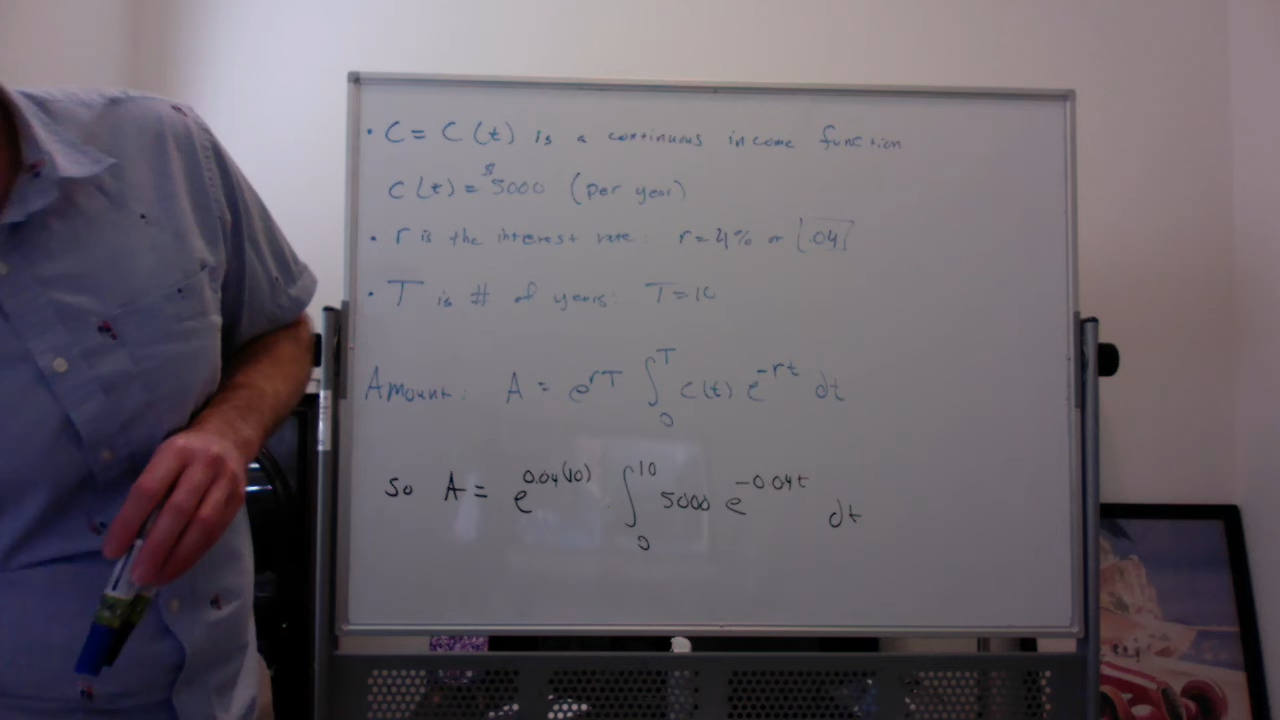 • C = C(t) is a continuous income function
C(t) = $5000 (per year)
• r is the interest rate: r = 4% or .04
• T is # of years: T = 10
Amount: A = e^{rT} ∫_0^T C(t) e^{-rt} dt
so A = e^{0.04(10)} ∫_0^{10} 5000 e^{-0.04t} dt